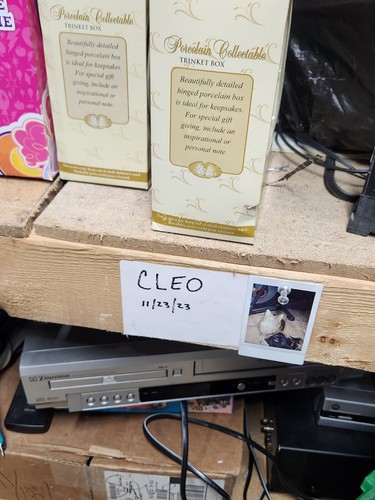 Porcelain Collectable
TRINKET BOX
Beautifully detailed
hinged porcelain box
is ideal for keepsakes.
For special gift
giving, include an
inspirational or
personal note.
Porcelain Collectable
TRINKET BOX
Beautifully detailed
hinged porcelain box
is ideal for keepsakes.
For special gift
giving, include an
inspirational or
personal note.
CLEO
11/23/23